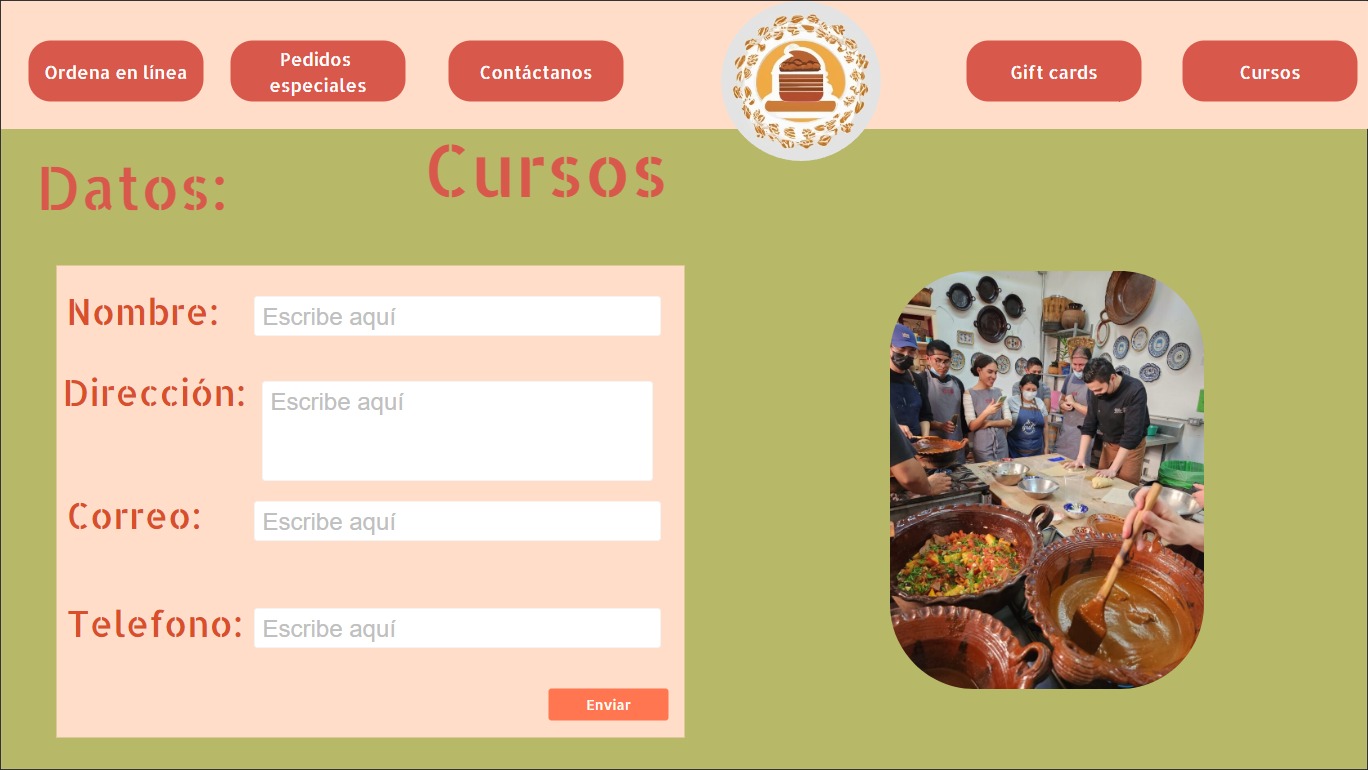 Ordena en línea
Pedidos
especiales
Contáctanos
Gift cards
Cursos
Datos:
Cursos
Nombre:
Escribe aquí
Dirección:
Escribe aquí
Correo:
Escribe aquí
Telefono:
Escribe aquí
Enviar